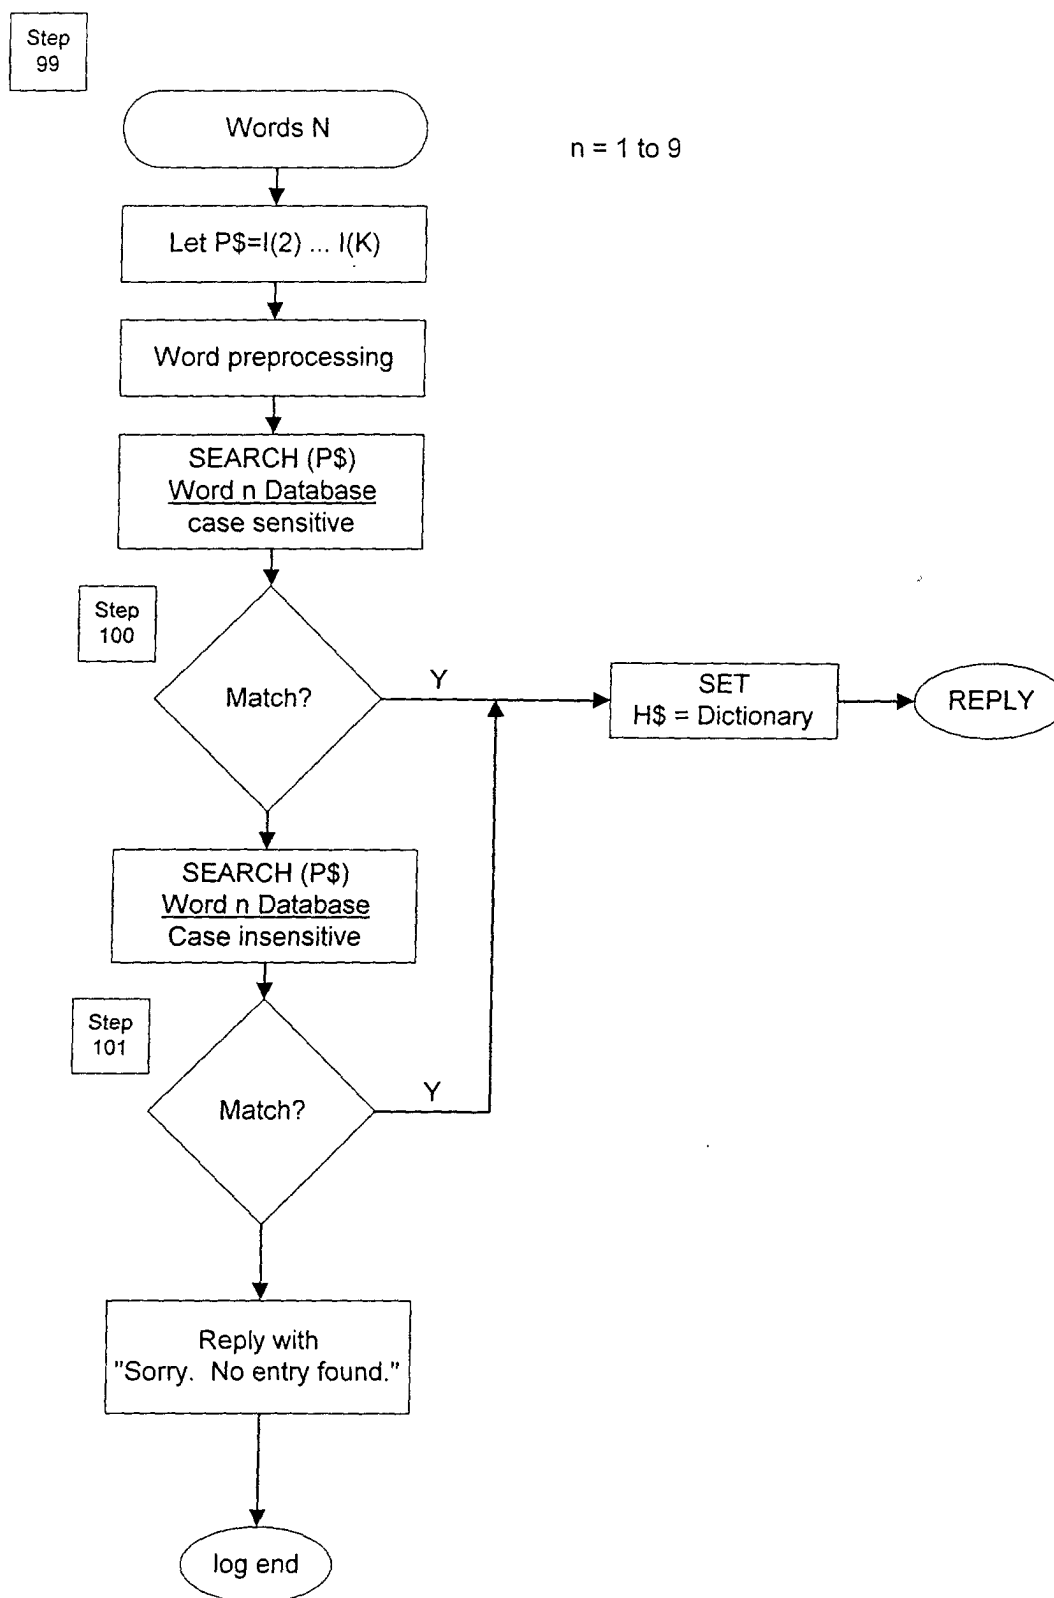 Step
99
Words N
n = 1 to 9
Let P$=I(2) ... I(K)
Word preprocessing
SEARCH (P$)
Word n Database
case sensitive
Step
100
Match?
Y
SET
H$ = Dictionary
REPLY
SEARCH (P$)
Word n Database
Case insensitive
Step
101
Match?
Y
Reply with
"Sorry.  No entry found."
log end